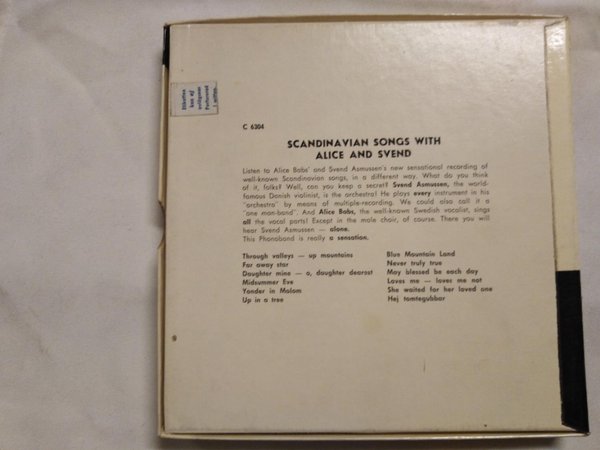 C 6304
SCANDINAVIAN SONGS WITH
ALICE AND SVEND
Listen to Alice Babs' and Svend Asmussen's new sensational recording of
well-known Scandinavian songs, in a different way. What do you think
of it, folks? Well, can you keep a secret? Svend Asmussen, the world-
famous Danish violinist, is the orchestra! He plays every instrument in his
"orchestra" by means of multiple-recording. We could also call it a
"one man-band". And Alice Babs, the well-known Swedish vocalist, sings
all the vocal parts! Except in the male choir, of course. There you will
hear Svend Asmussen — alone.
This Phonoband is really a sensation.
Through valleys — up mountains
Far away star
Daughter mine — o, daughter dearest
Midsummer Eve
Yonder in Molom
Up in a tree
Blue Mountain Land
Never truly true
May blessed be each day
Loves me — loves me not
She waited for her loved one
Hej tomtegubbar